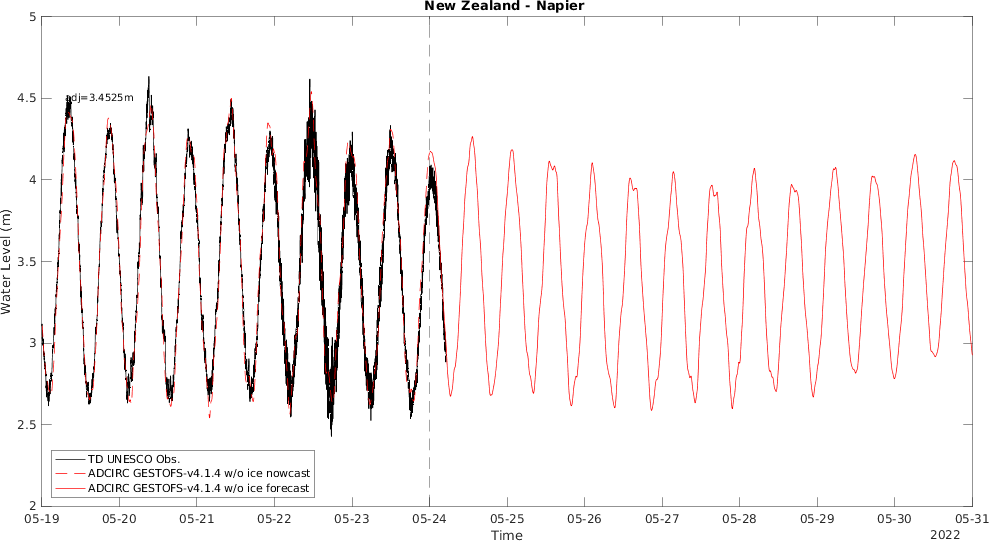 New Zealand - Napier
5
4.5
4
3.5
3
2.5
2
Water Level (m)
adj=3.4525m
TD UNESCO Obs.
ADCIRC GESTOFS-v4.1.4 w/o ice nowcast
ADCIRC GESTOFS-v4.1.4 w/o ice forecast
05-19 05-20 05-21 05-22 05-23 05-24 05-25 05-26 05-27 05-28 05-29 05-30 05-31
Time
2022